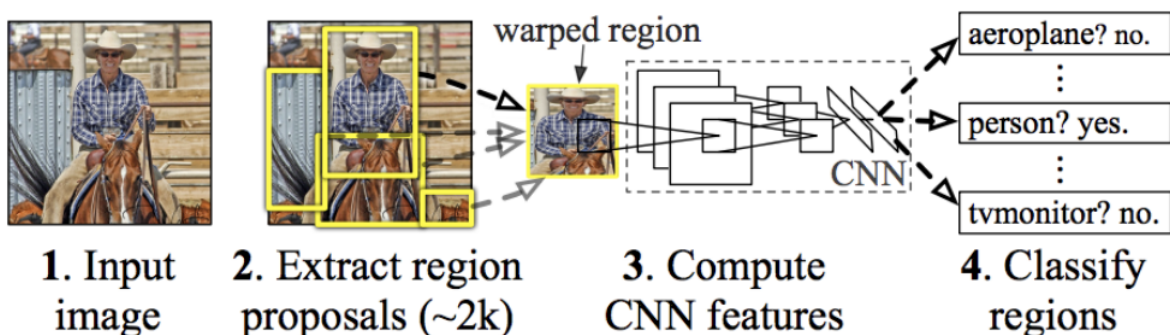 warped region
aeroplane? no.
⋮
person? yes.
⋮
tvmonitor? no.
CNN
1. Input
image
2. Extract region
proposals (~2k)
3. Compute
CNN features
4. Classify
regions